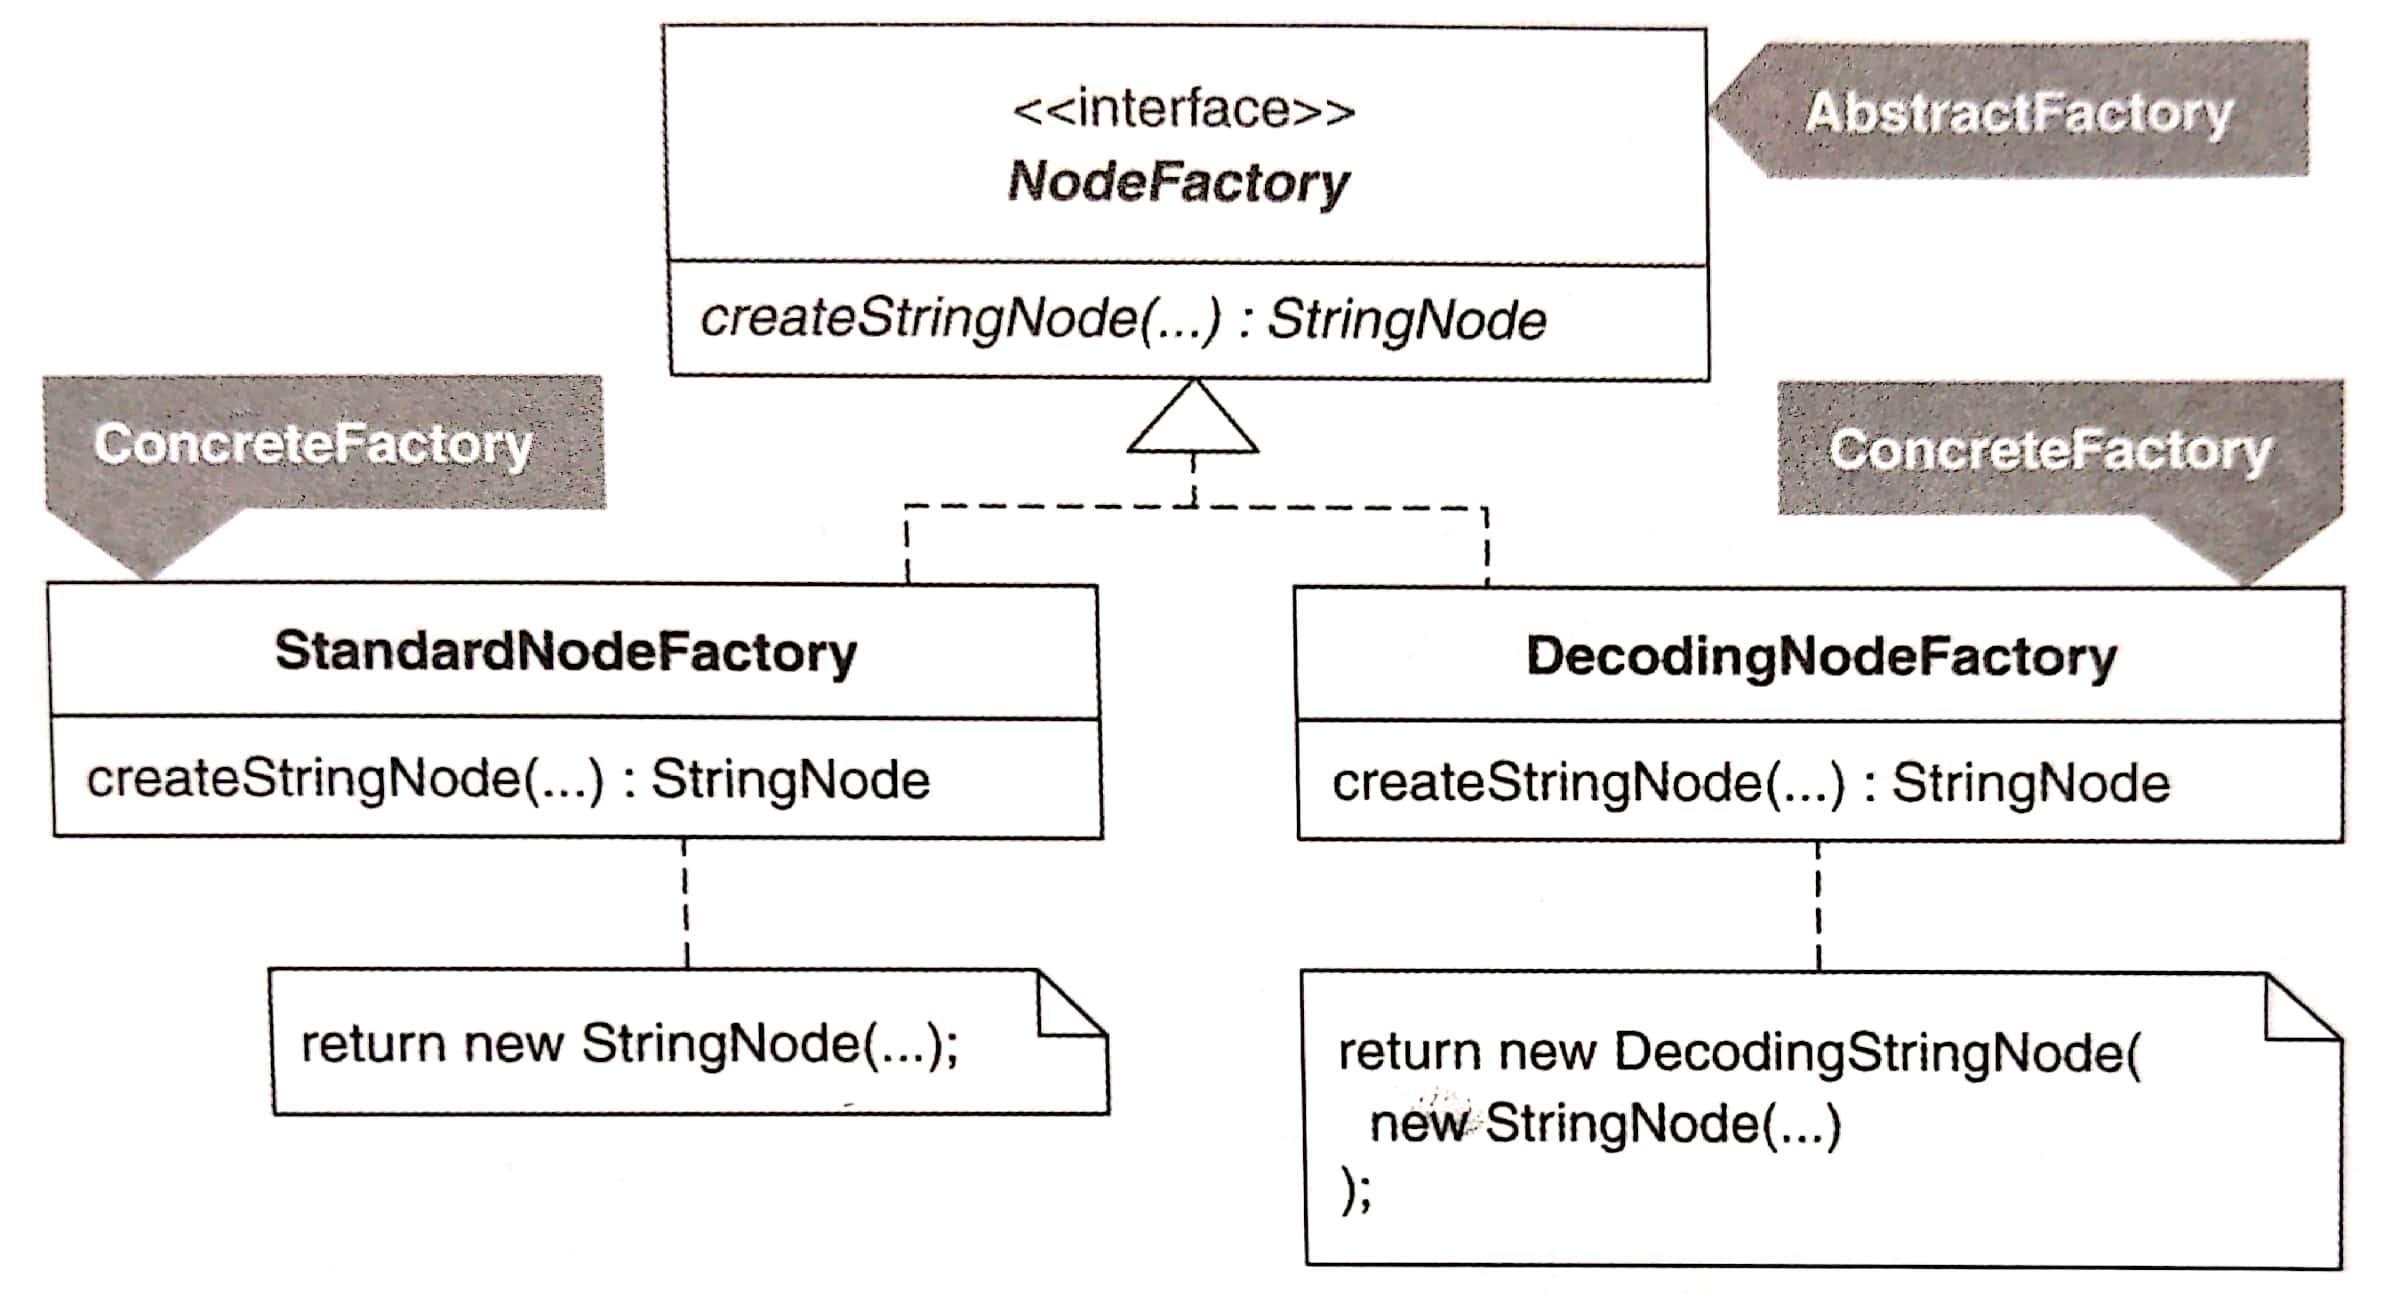 <<interface>>
NodeFactory
AbstractFactory
createStringNode(...) : StringNode
ConcreteFactory
ConcreteFactory
StandardNodeFactory
createStringNode(...) : StringNode
DecodingNodeFactory
createStringNode(...) : StringNode
return new StringNode(...);
return new DecodingStringNode(
new StringNode(...)
);